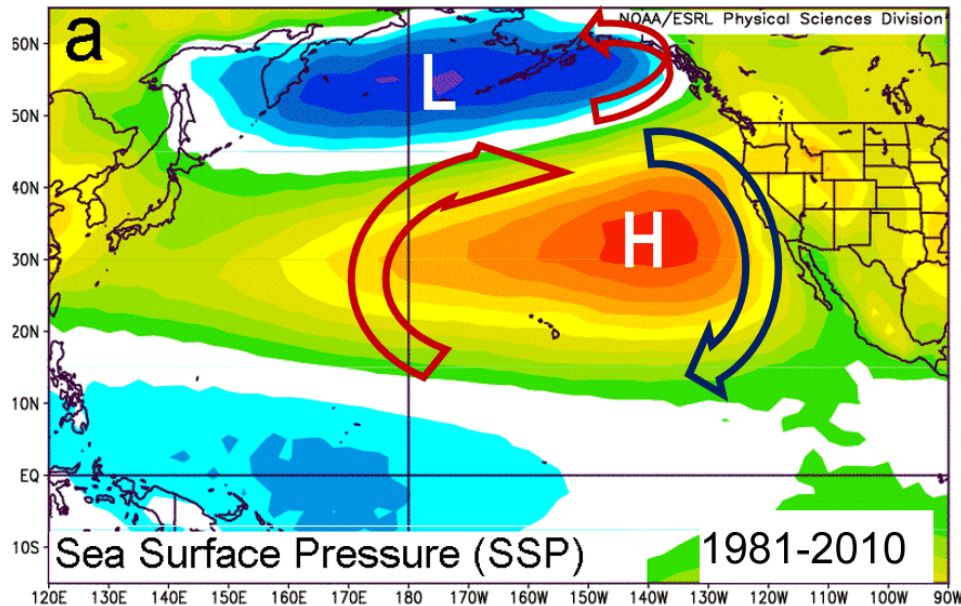 NOAA/ESRL Physical Sciences Division
a
60N
L
50N
40N
H
30N
20N
10N
EQ
10S
Sea Surface Pressure (SSP)
1981-2010
120E 130E 140E 150E 160E 170E 180 170W 160W 150W 140W 130W 120W 110W 100W 90W